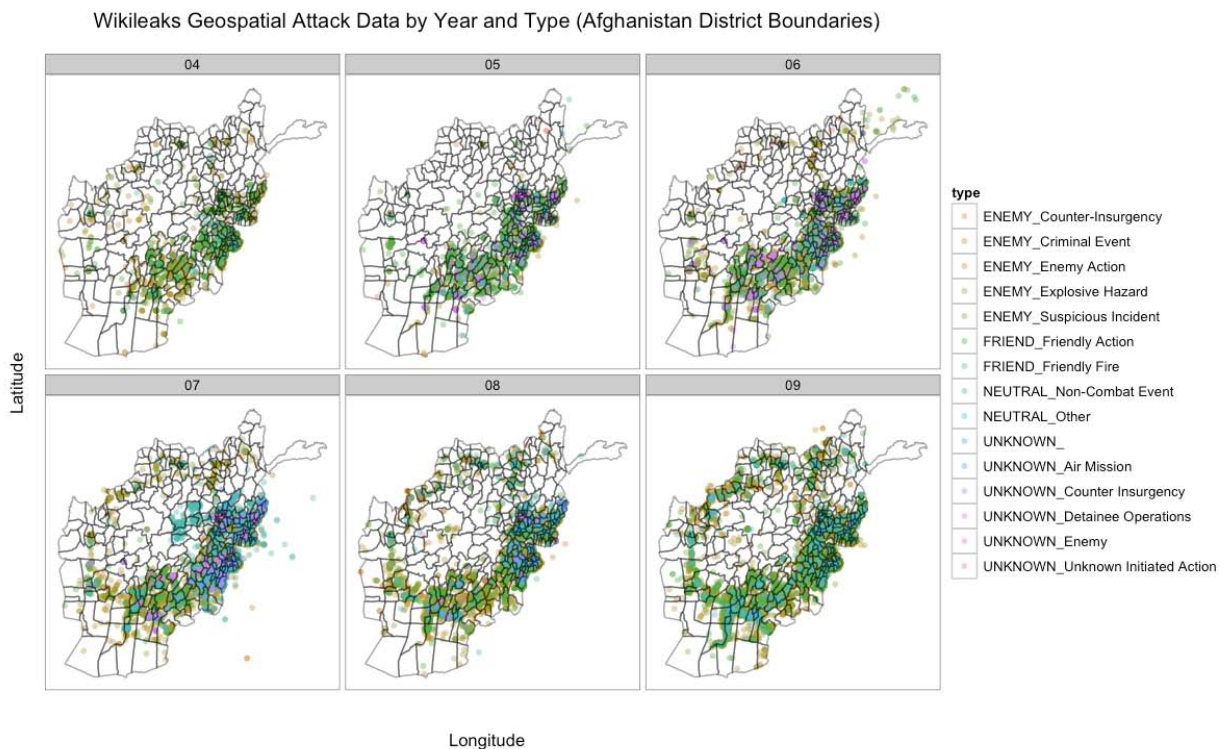 Wikileaks Geospatial Attack Data by Year and Type (Afghanistan District Boundaries)
04
05
06
07
08
09
Latitude
Longitude
type
ENEMY_Counter-Insurgency
ENEMY_Criminal Event
ENEMY_Enemy Action
ENEMY_Explosive Hazard
ENEMY_Suspicious Incident
FRIEND_Friendly Action
FRIEND_Friendly Fire
NEUTRAL_Non-Combat Event
NEUTRAL_Other
UNKNOWN_
UNKNOWN_Air Mission
UNKNOWN_Counter Insurgency
UNKNOWN_Detainee Operations
UNKNOWN_Enemy
UNKNOWN_Unknown Initiated Action